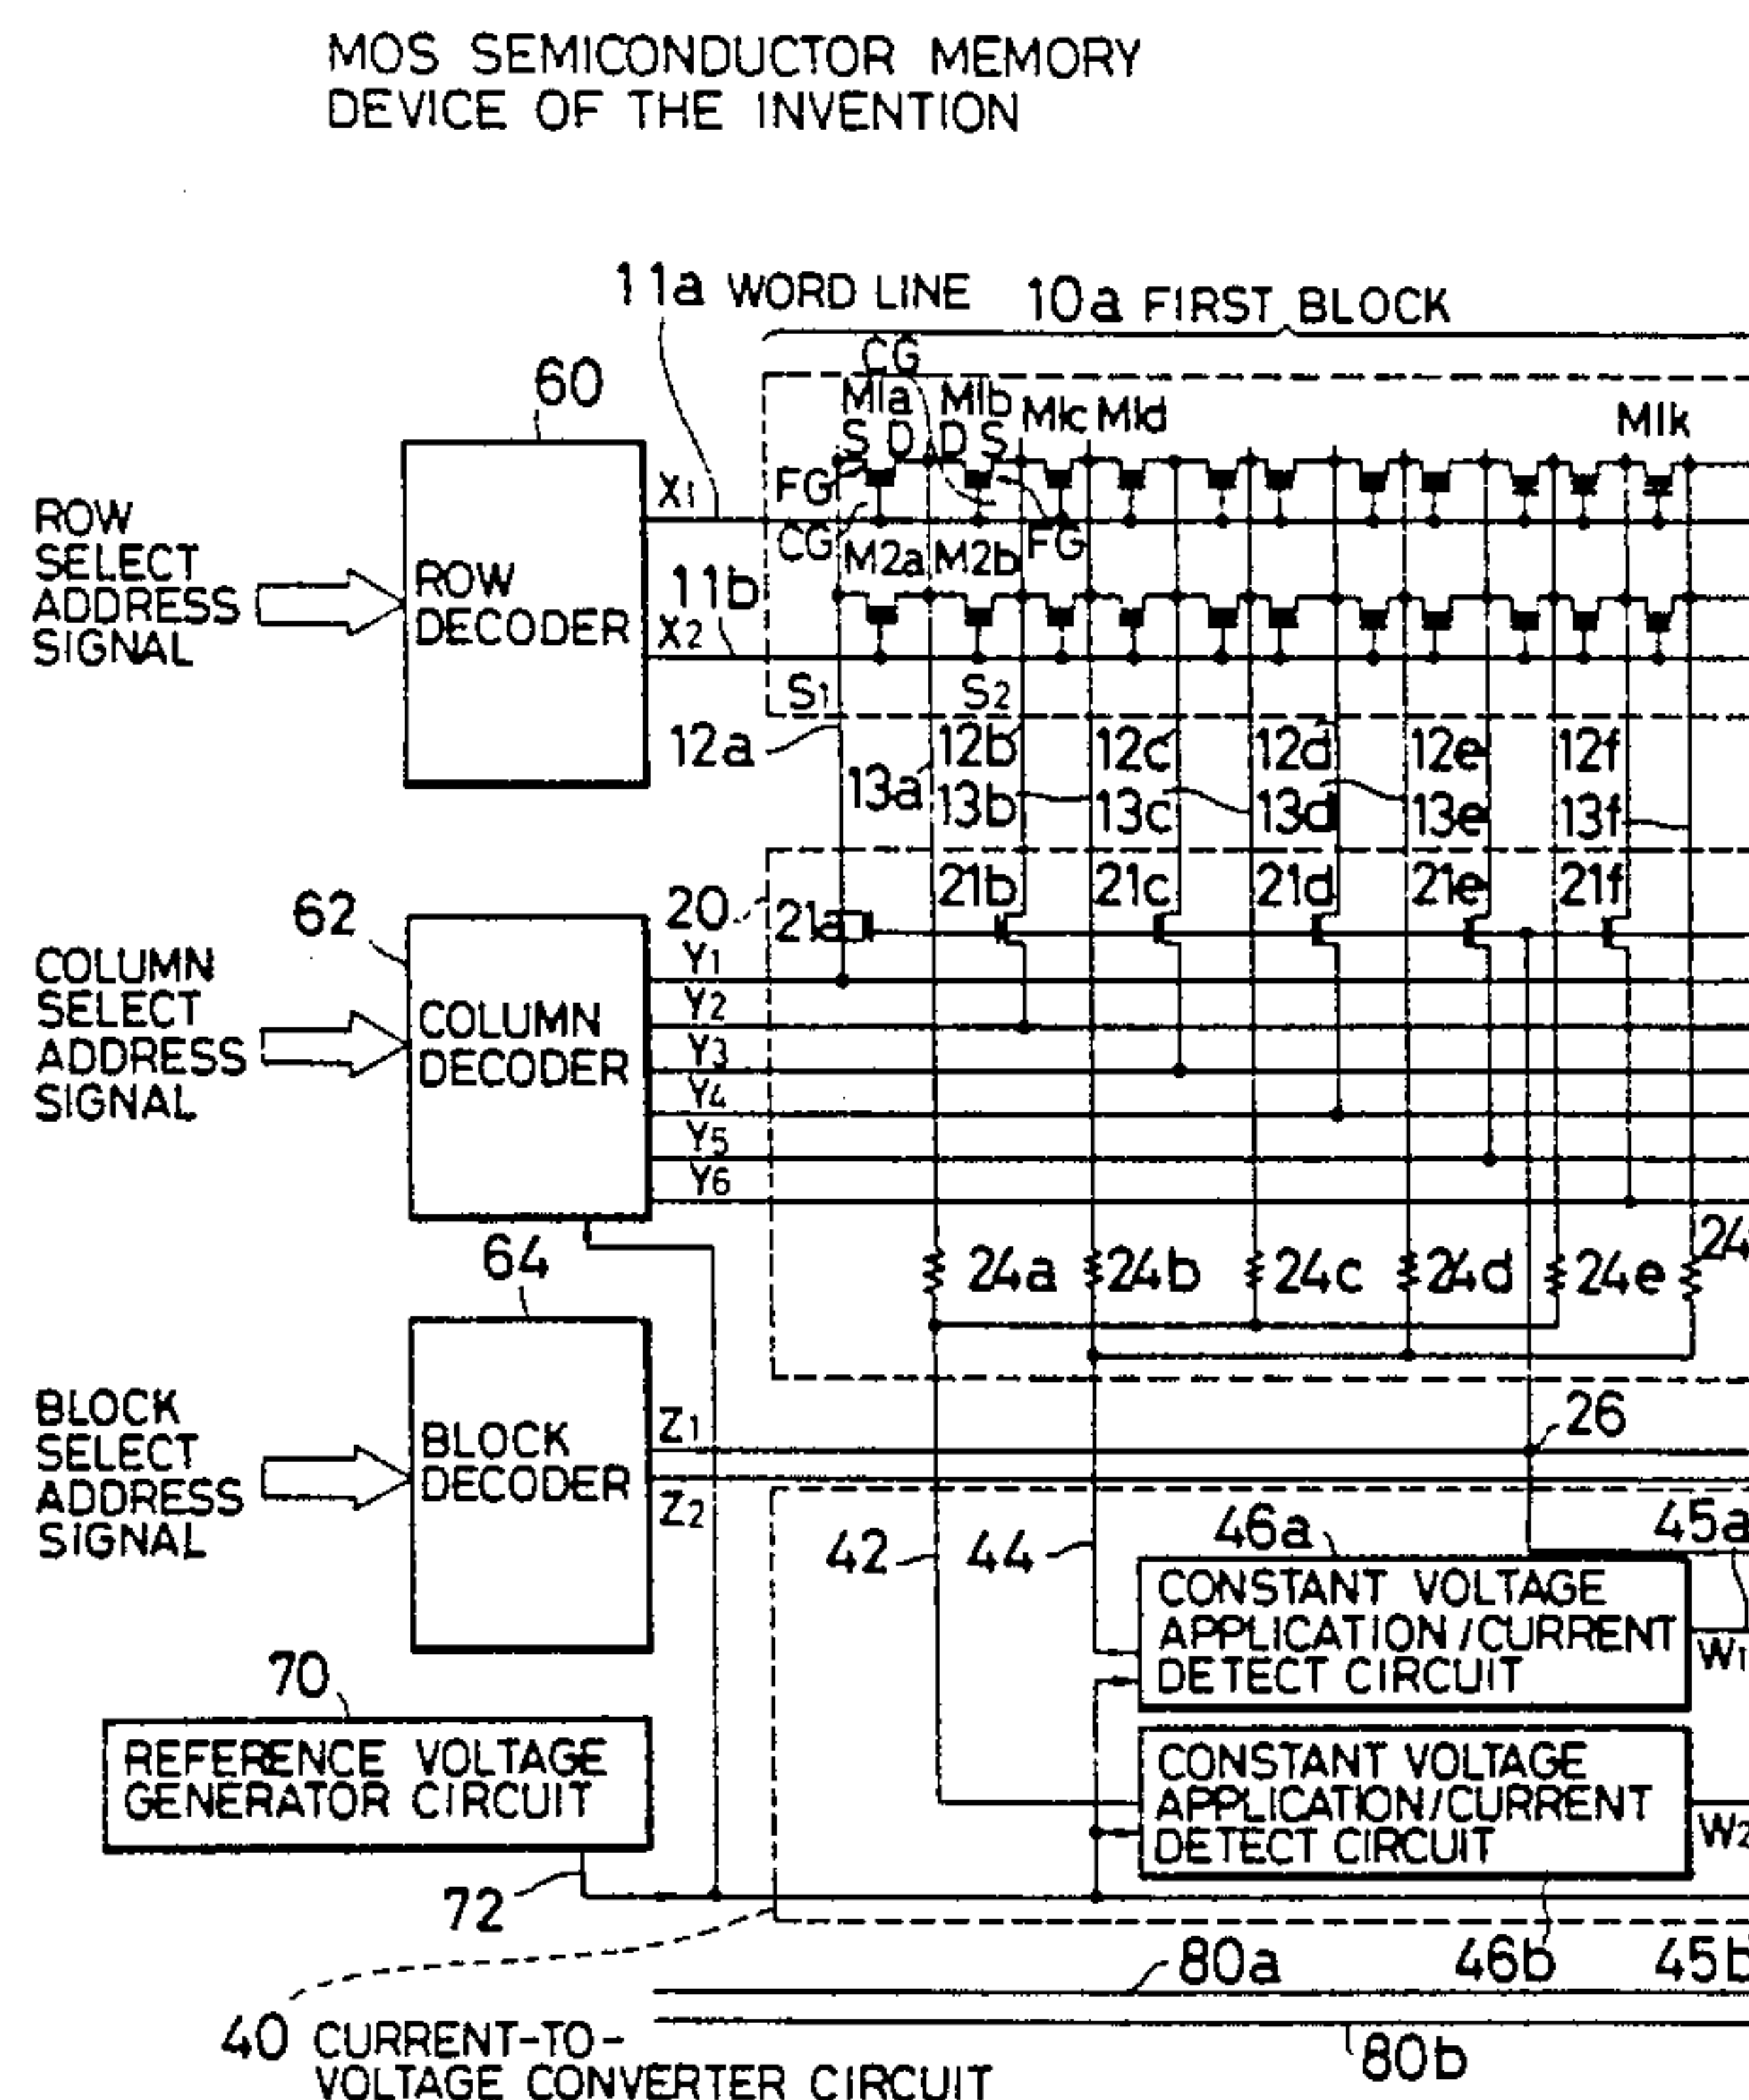 MOS SEMICONDUCTOR MEMORY
DEVICE OF THE INVENTION
11a WORD LINE
10a FIRST BLOCK
CG
60
M1a M1b M1c M1d M1k
S D D S
FG
X1
CG
FG
ROW
SELECT
ADDRESS
SIGNAL
ROW
DECODER
M2a M2b
11b
X2
S1 S2
12a 12b 12c 12d 12e 12f
13a 13b 13c 13d 13e 13f
62
20
21a 21b 21c 21d 21e 21f
COLUMN
SELECT
ADDRESS
SIGNAL
COLUMN
DECODER
Y1
Y2
Y3
Y4
Y5
Y6
64
24a 24b 24c 24d 24e 24
BLOCK
SELECT
ADDRESS
SIGNAL
BLOCK
DECODER
Z1
26
Z2
42 44 46a 45a
CONSTANT VOLTAGE
APPLICATION/CURRENT
DETECT CIRCUIT
W1
70
REFERENCE VOLTAGE
GENERATOR CIRCUIT
CONSTANT VOLTAGE
APPLICATION/CURRENT
DETECT CIRCUIT
W2
72
46b 45b
80a
40 CURRENT-TO-
VOLTAGE CONVERTER CIRCUIT
80b